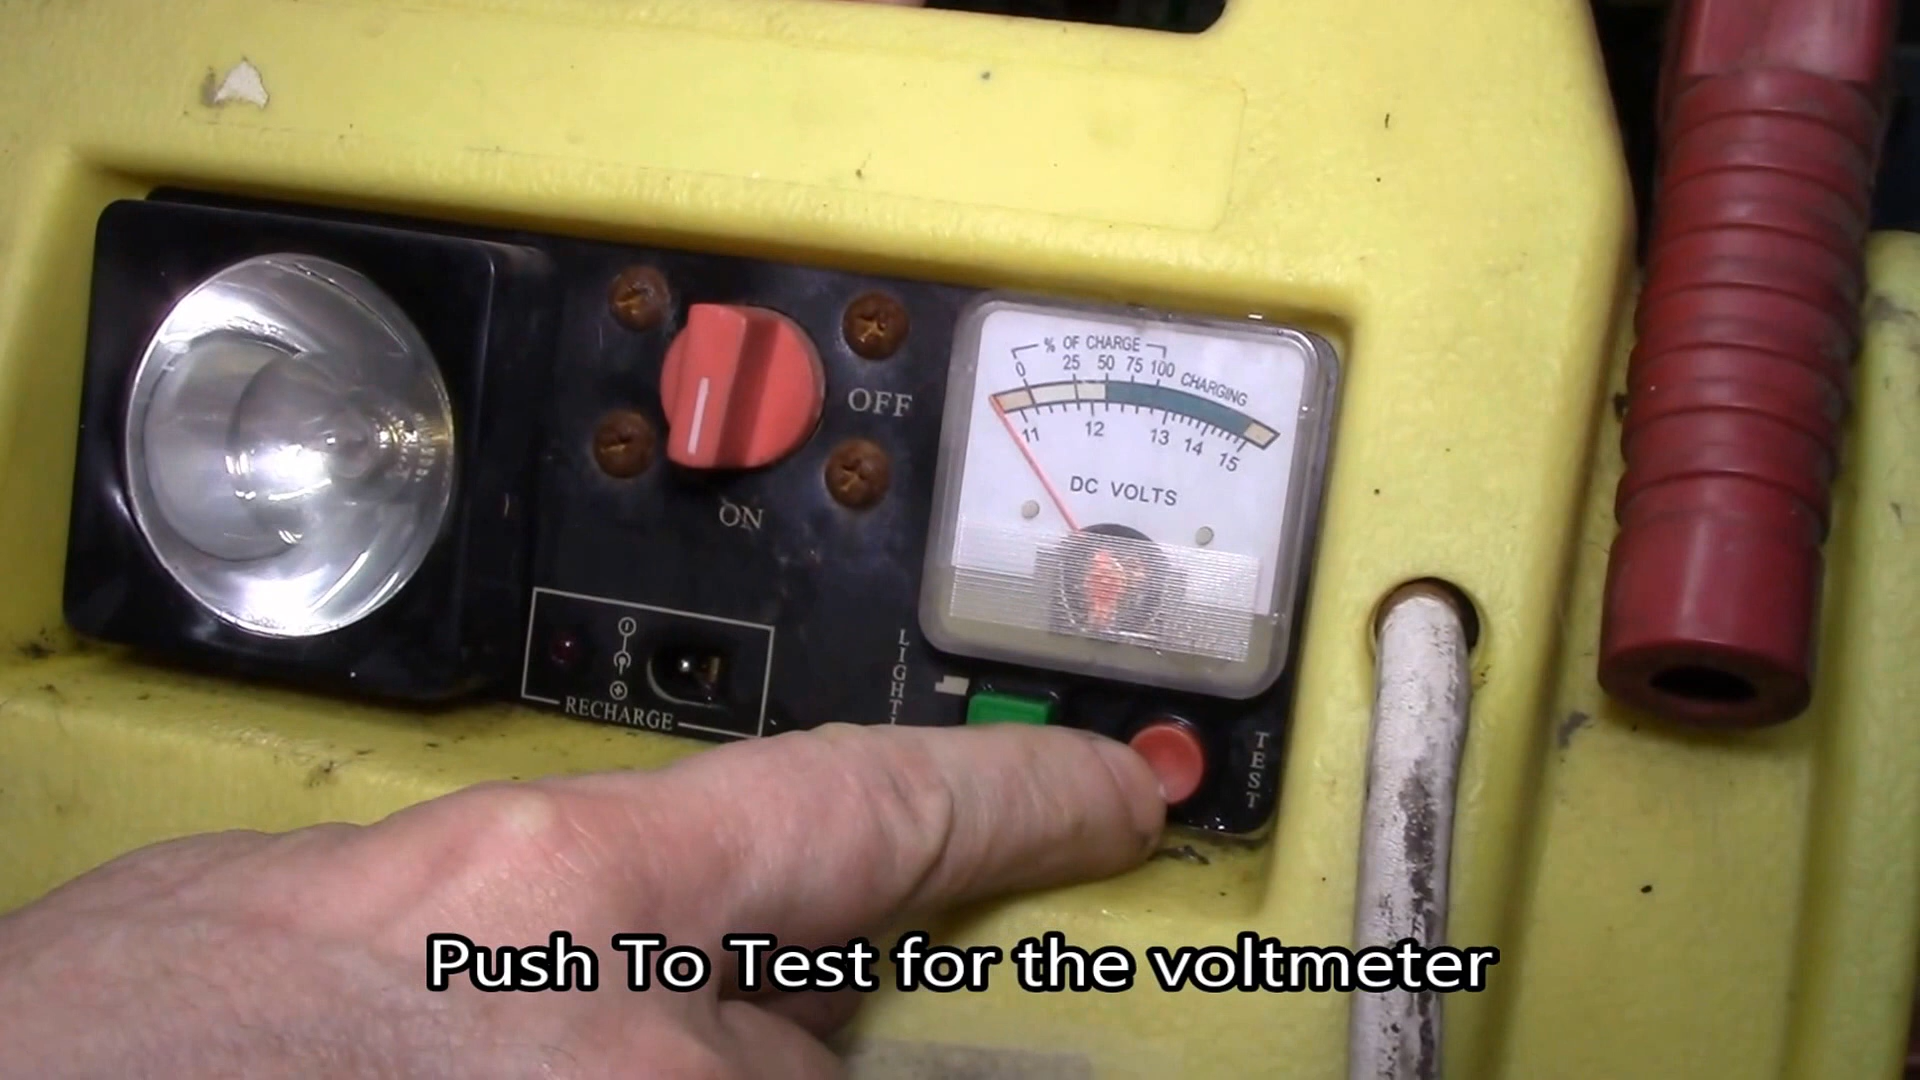 % OF CHARGE
0 25 50 75 100 CHARGING
11 12 13 14 15
DC VOLTS
OFF
ON
RECHARGE
TEST
Push To Test for the voltmeter